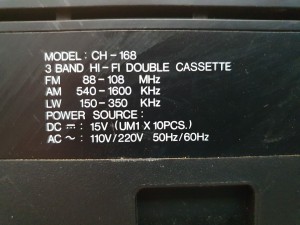 MODEL: CH-168
3 BAND HI-FI DOUBLE CASSETTE
FM 88-108 MHz
AM 540-1600 KHz
LW 150-350 KHz
POWER SOURCE:
DC ⎓: 15V (UM1 X 10PCS.)
AC ~: 110V/220V 50Hz/60Hz